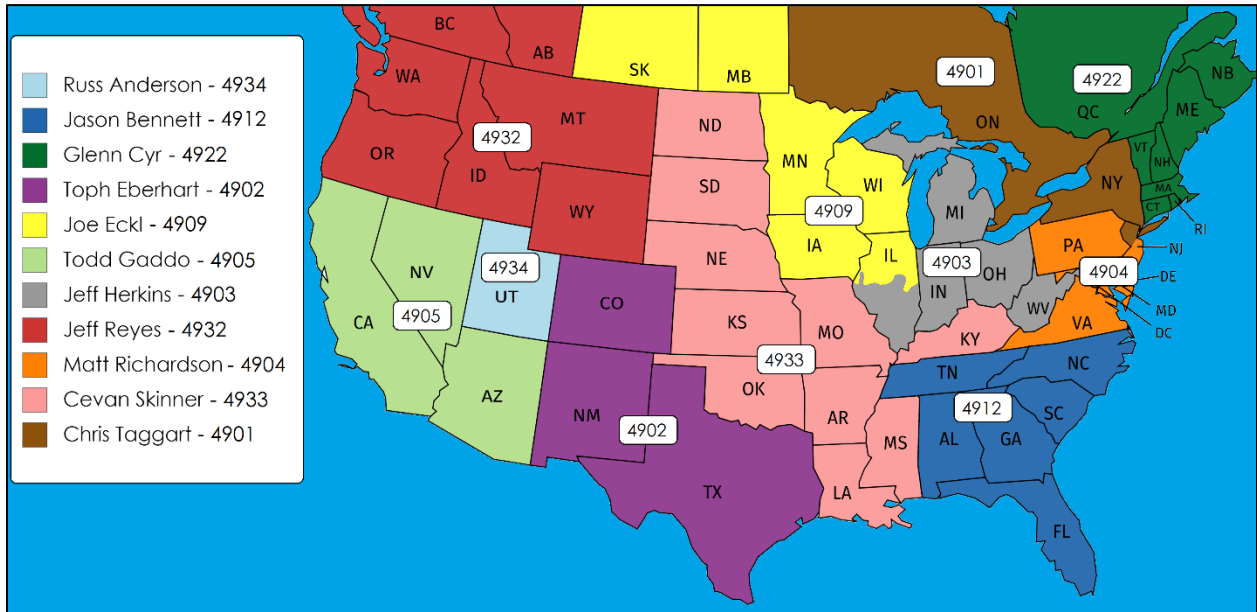 Russ Anderson - 4934
Jason Bennett - 4912
Glenn Cyr - 4922
Toph Eberhart - 4902
Joe Eckl - 4909
Todd Gaddo - 4905
Jeff Herkins - 4903
Jeff Reyes - 4932
Matt Richardson - 4904
Cevan Skinner - 4933
Chris Taggart - 4901
BC
AB
SK
MB
4901
ON
4922
QC
NB
WA
MT
ND
MN
ME
VT
NH
OR
4932
ID
WY
SD
WI
4909
MI
NY
MA
CT
RI
NV
4934
UT
NE
IA
IL
4903
IN
OH
PA
4904
NJ
DE
MD
DC
CA
4905
CO
KS
MO
WV
VA
KY
4933
AZ
NM
4902
OK
AR
TN
NC
4912
SC
TX
LA
MS
AL
GA
FL